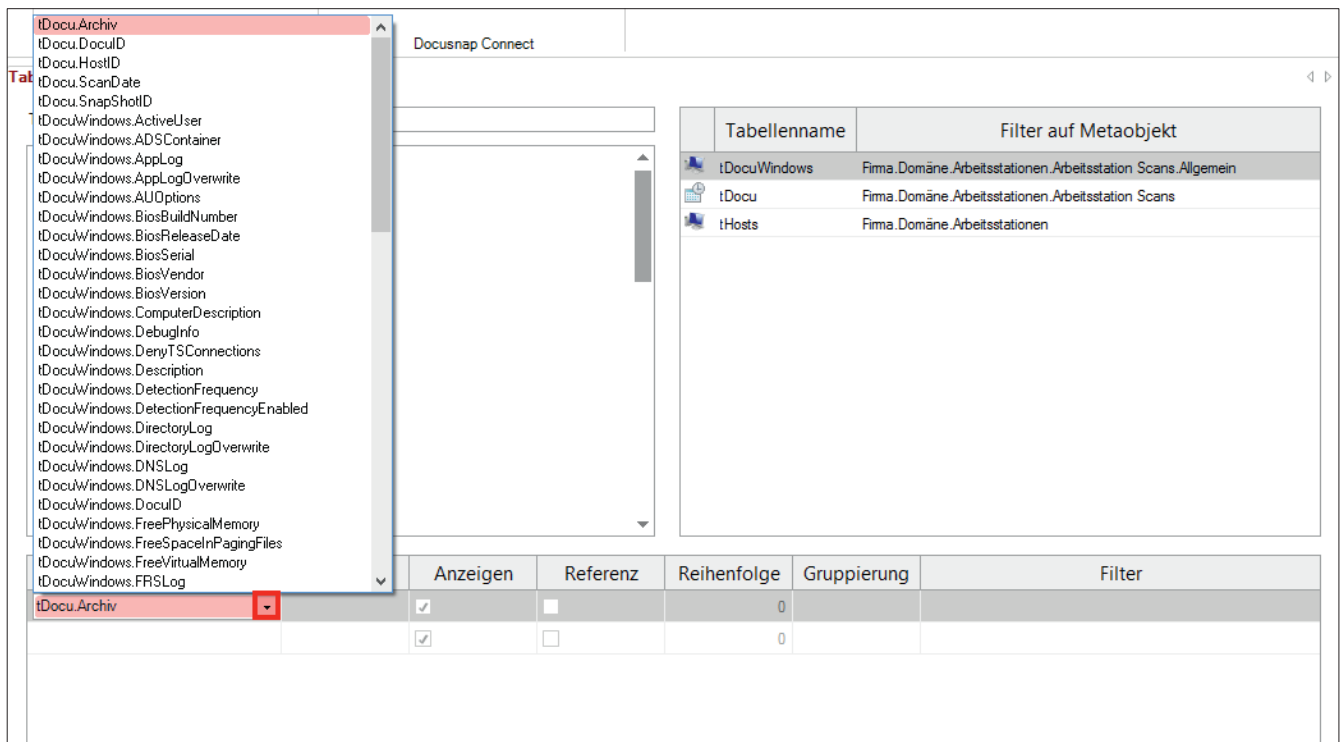 Docusnap Connect
Tab
tDocu.Archiv
tDocu.DocuID
tDocu.HostID
tDocu.ScanDate
tDocu.SnapShotID
tDocuWindows.ActiveUser
tDocuWindows.ADSContainer
tDocuWindows.AppLog
tDocuWindows.AppLogOverwrite
tDocuWindows.AUOptions
tDocuWindows.BiosBuildNumber
tDocuWindows.BiosReleaseDate
tDocuWindows.BiosSerial
tDocuWindows.BiosVendor
tDocuWindows.BiosVersion
tDocuWindows.ComputerDescription
tDocuWindows.DebugInfo
tDocuWindows.DenyTSConnections
tDocuWindows.Description
tDocuWindows.DetectionFrequency
tDocuWindows.DetectionFrequencyEnabled
tDocuWindows.DirectoryLog
tDocuWindows.DirectoryLogOverwrite
tDocuWindows.DNSLog
tDocuWindows.DNSLogOverwrite
tDocuWindows.DocuID
tDocuWindows.FreePhysicalMemory
tDocuWindows.FreeSpaceInPagingFiles
tDocuWindows.FreeVirtualMemory
tDocuWindows.FRSLog
Tabellenname Filter auf Metaobjekt
tDocuWindows Firma.Domäne.Arbeitsstationen.Arbeitsstation Scans.Allgemein
tDocu Firma.Domäne.Arbeitsstationen.Arbeitsstation Scans
tHosts Firma.Domäne.Arbeitsstationen
Anzeigen Referenz Reihenfolge Gruppierung Filter
tDocu.Archiv 0
0